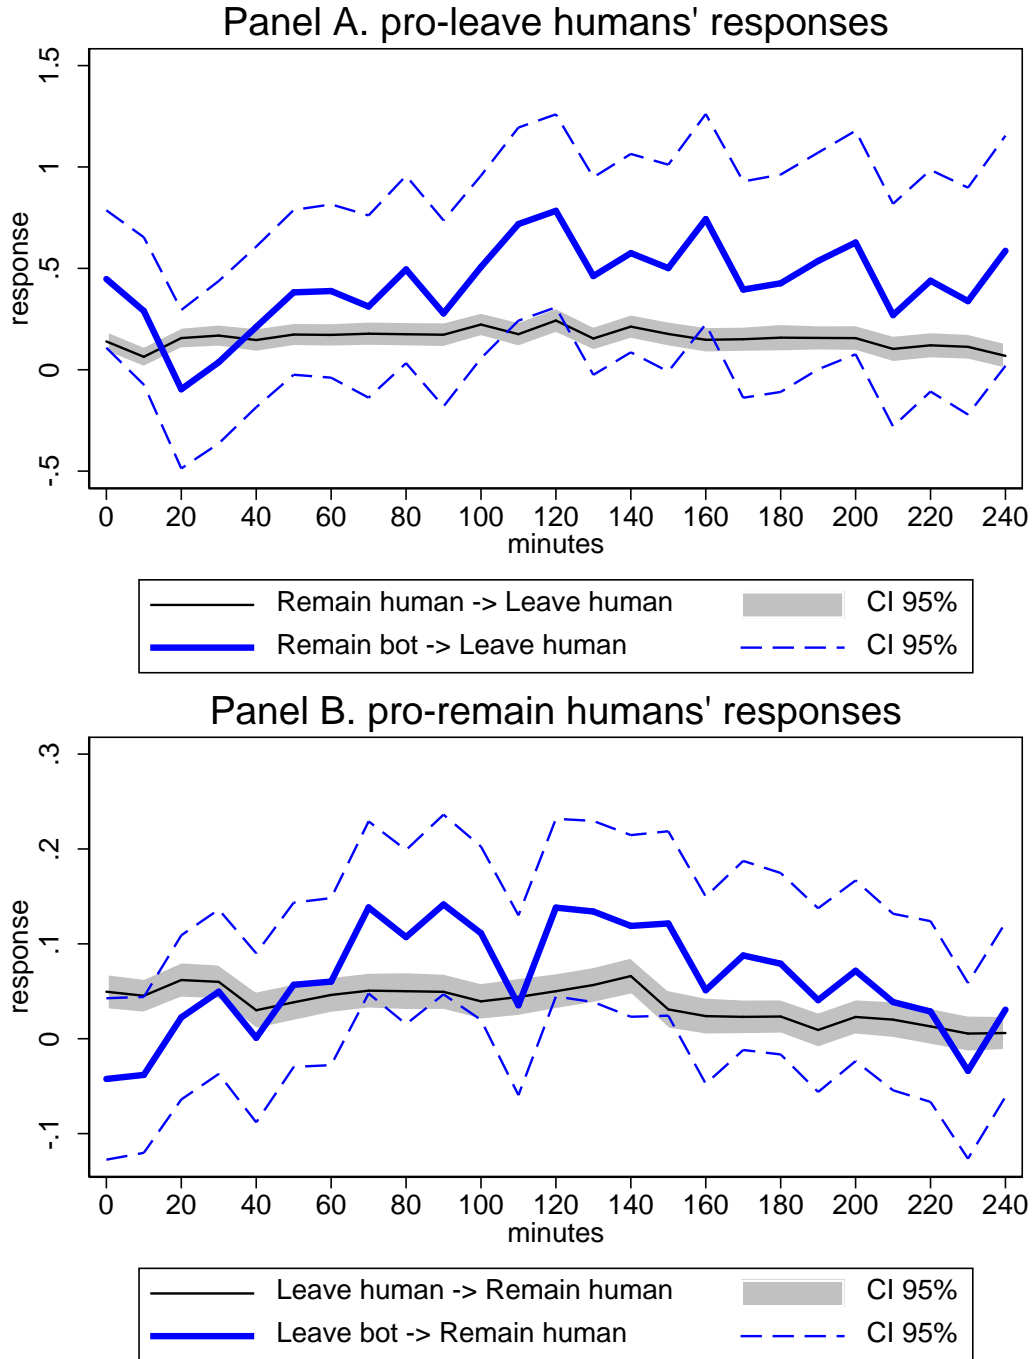 Panel A. pro-leave humans' responses
1.5
1
.5
0
-.5
response
0 20 40 60 80 100 120 140 160 180 200 220 240
minutes
Remain human -> Leave human CI 95%
Remain bot -> Leave human CI 95%
Panel B. pro-remain humans' responses
.3
.2
.1
0
-.1
response
0 20 40 60 80 100 120 140 160 180 200 220 240
minutes
Leave human -> Remain human CI 95%
Leave bot -> Remain human CI 95%